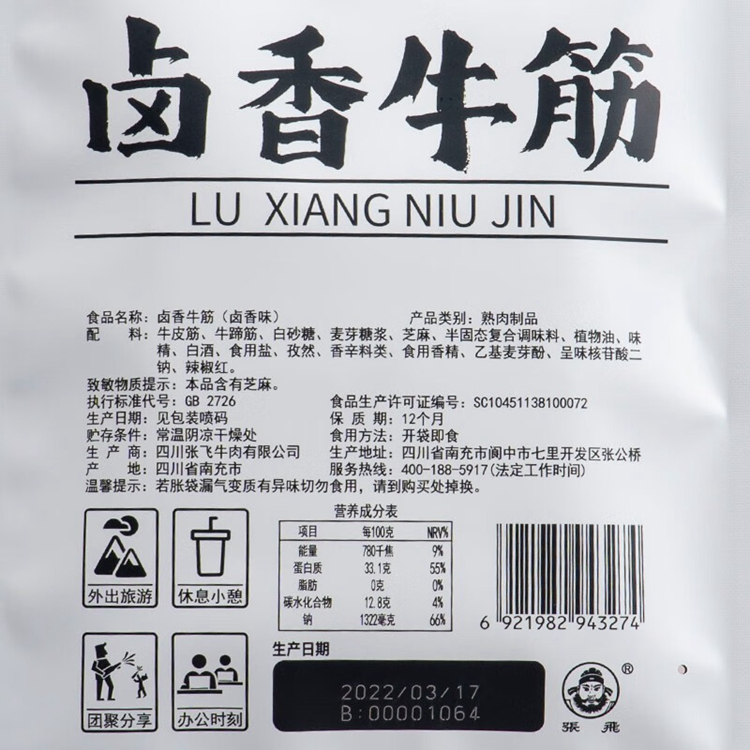 卤香牛筋
LU XIANG NIU JIN
食品名称：卤香牛筋（卤香味） 产品类别：熟肉制品
配 料：牛皮筋、牛蹄筋、白砂糖、麦芽糖浆、芝麻、半固态复合调味料、植物油、味
精、白酒、食用盐、孜然、香辛料类、食用香精、乙基麦芽酚、呈味核苷酸二
钠、辣椒红。
致敏物质提示：本品含有芝麻。
执行标准代号：GB 2726 食品生产许可证编号：SC10451138100072
生产日期：见包装喷码 保 质 期：12个月
贮存条件：常温阴凉干燥处 食用方法：开袋即食
生 产 商：四川张飞牛肉有限公司 生产地址：四川省南充市阆中市七里开发区张公桥
产 地：四川省南充市 服务热线：400-188-5917(法定工作时间)
温馨提示：若胀袋漏气变质有异味切勿食用，请到购买处掉换。
营养成分表
项目 每100克 NRV%
能量 780千焦 9%
蛋白质 33.1克 55%
脂肪 0克 0%
碳水化合物 12.8克 4%
钠 1322毫克 66%
外出旅游 休息小憩
6 921982 943274
团聚分享 办公时刻
生产日期
2022/03/17
B:00001064
®
張飛